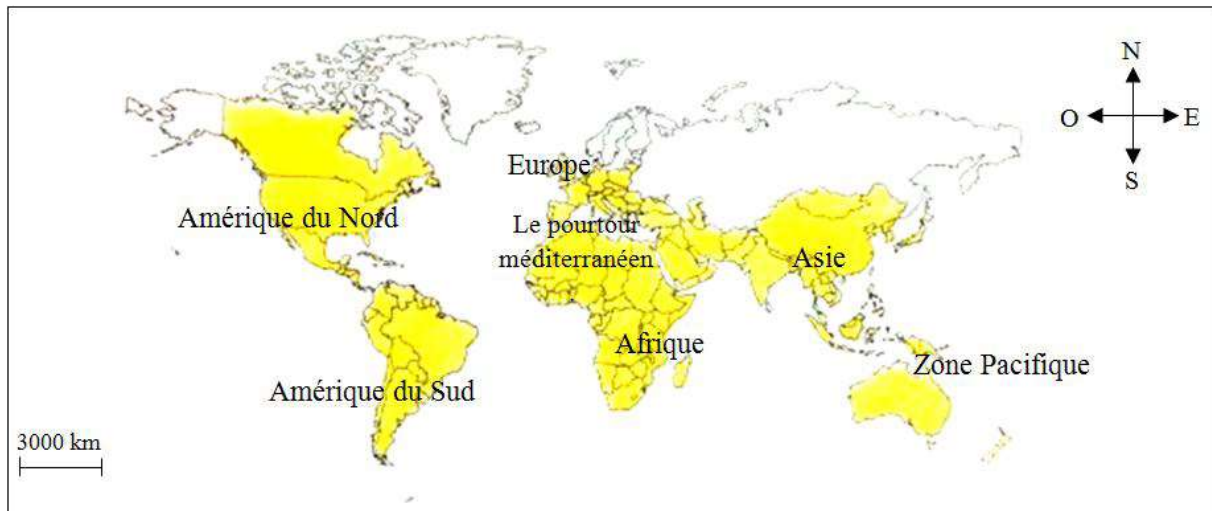 N
O
E
S
Europe
Amérique du Nord
Le pourtour
méditerranéen
Asie
Afrique
Zone Pacifique
Amérique du Sud
3000 km